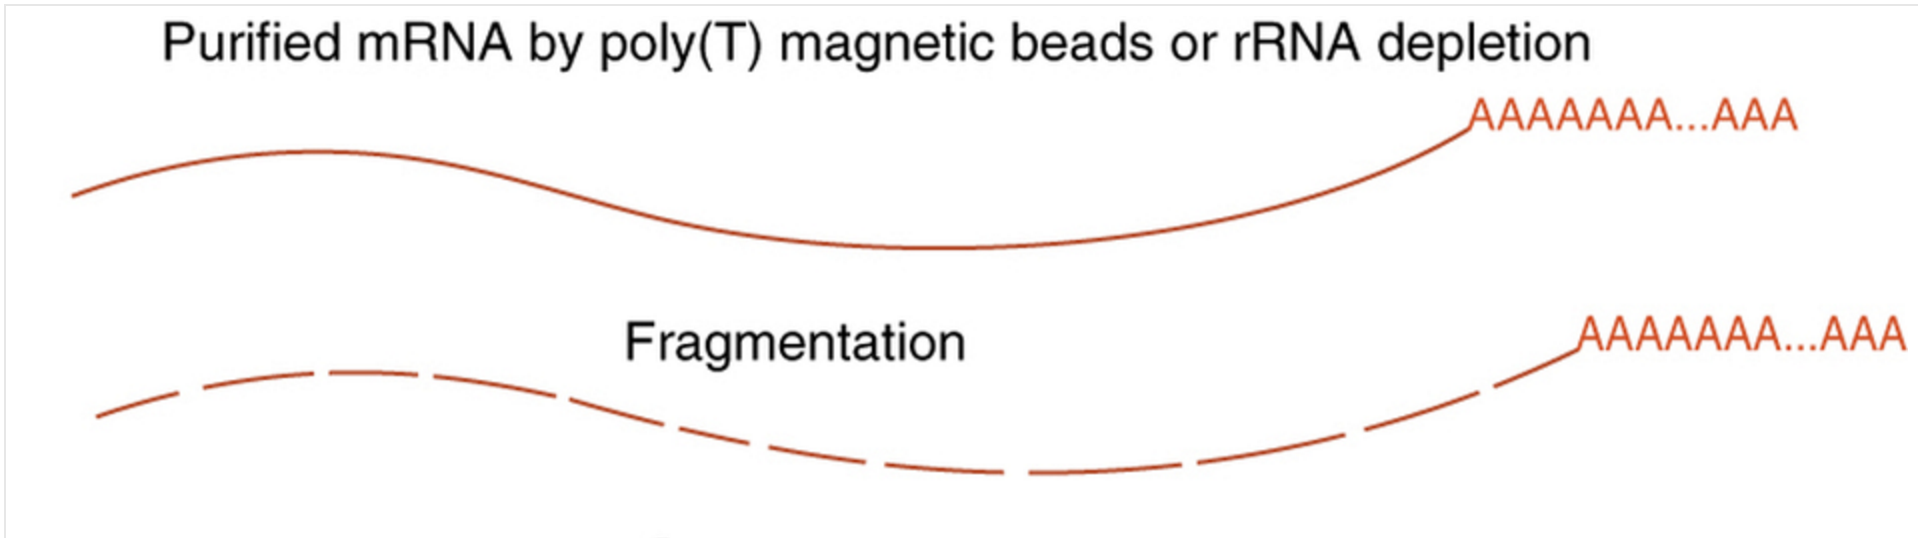 Purified mRNA by poly(T) magnetic beads or rRNA depletion
AAAAAAA...AAA
Fragmentation
AAAAAAA...AAA